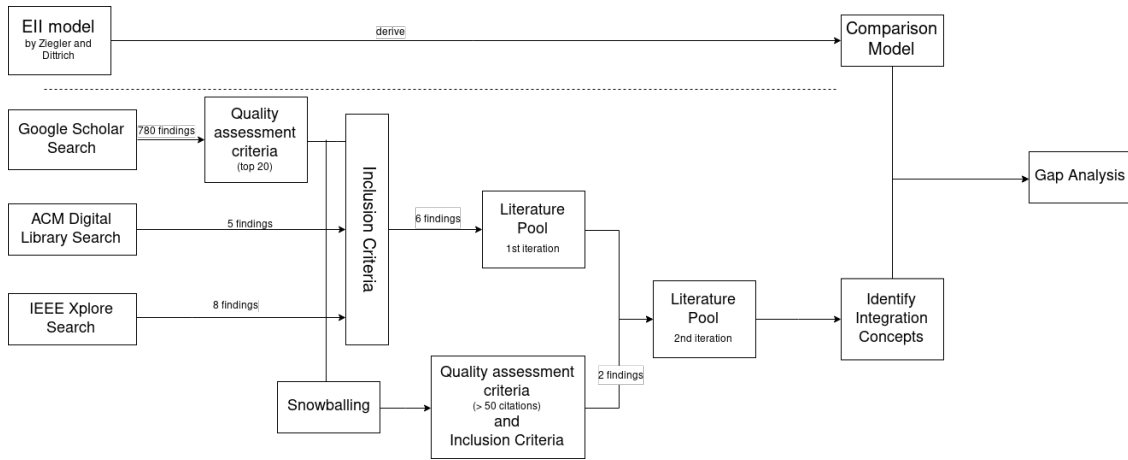 EII model
by Ziegler and
Dittrich
derive
Comparison
Model
Google Scholar
Search
780 findings
Quality
assessment
criteria
(top 20)
Inclusion Criteria
ACM Digital
Library Search
5 findings
6 findings
Literature
Pool
1st iteration
Gap Analysis
IEEE Xplore
Search
8 findings
Literature
Pool
2nd iteration
Identify
Integration
Concepts
Snowballing
Quality assessment
criteria
(> 50 citations)
and
Inclusion Criteria
2 findings